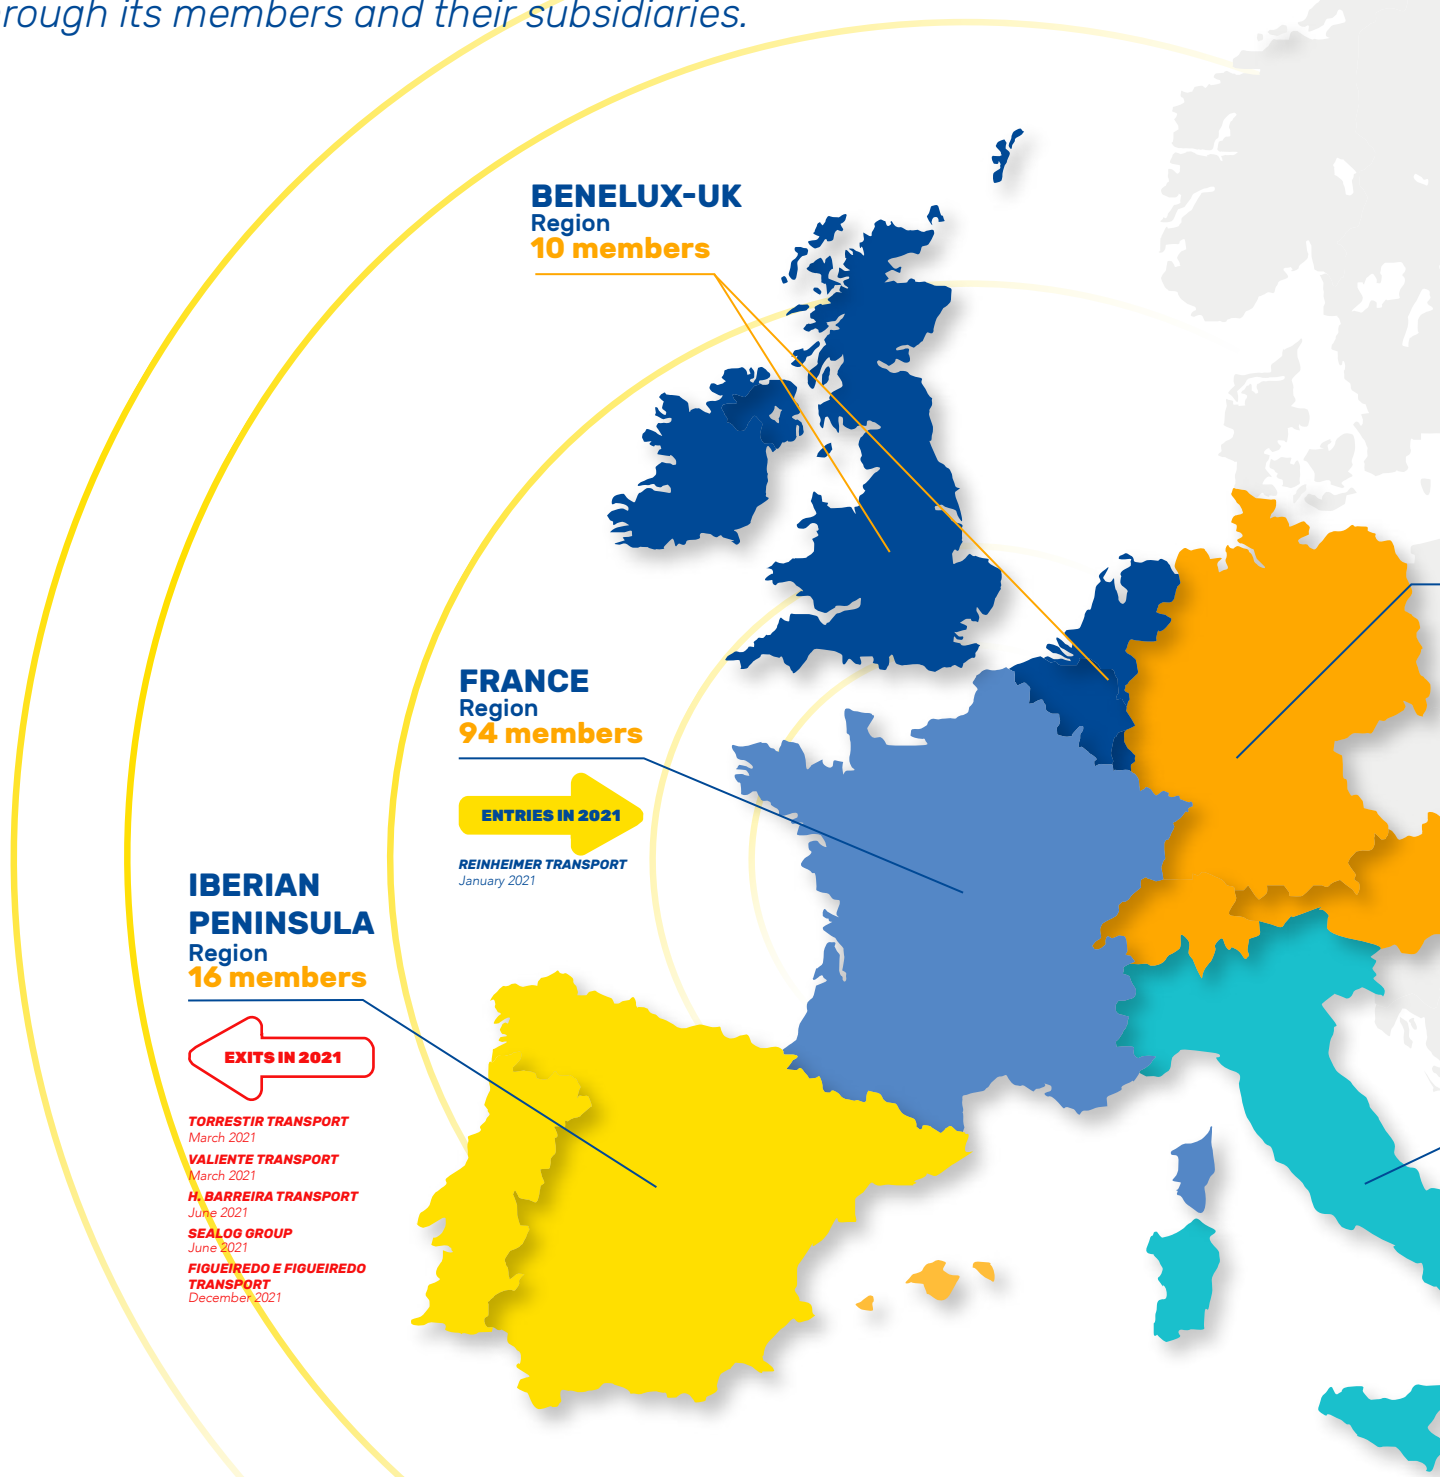 through its members and their subsidiaries.
BENELUX-UK
Region
10 members
FRANCE
Region
94 members
ENTRIES IN 2021
REINHEIMER TRANSPORT
January 2021
IBERIAN
PENINSULA
Region
16 members
EXITS IN 2021
TORRESTIR TRANSPORT
March 2021
VALIENTE TRANSPORT
March 2021
H. BARREIRA TRANSPORT
June 2021
SEALOG GROUP
June 2021
FIGUEIREDO E FIGUEIREDO
TRANSPORT
December 2021